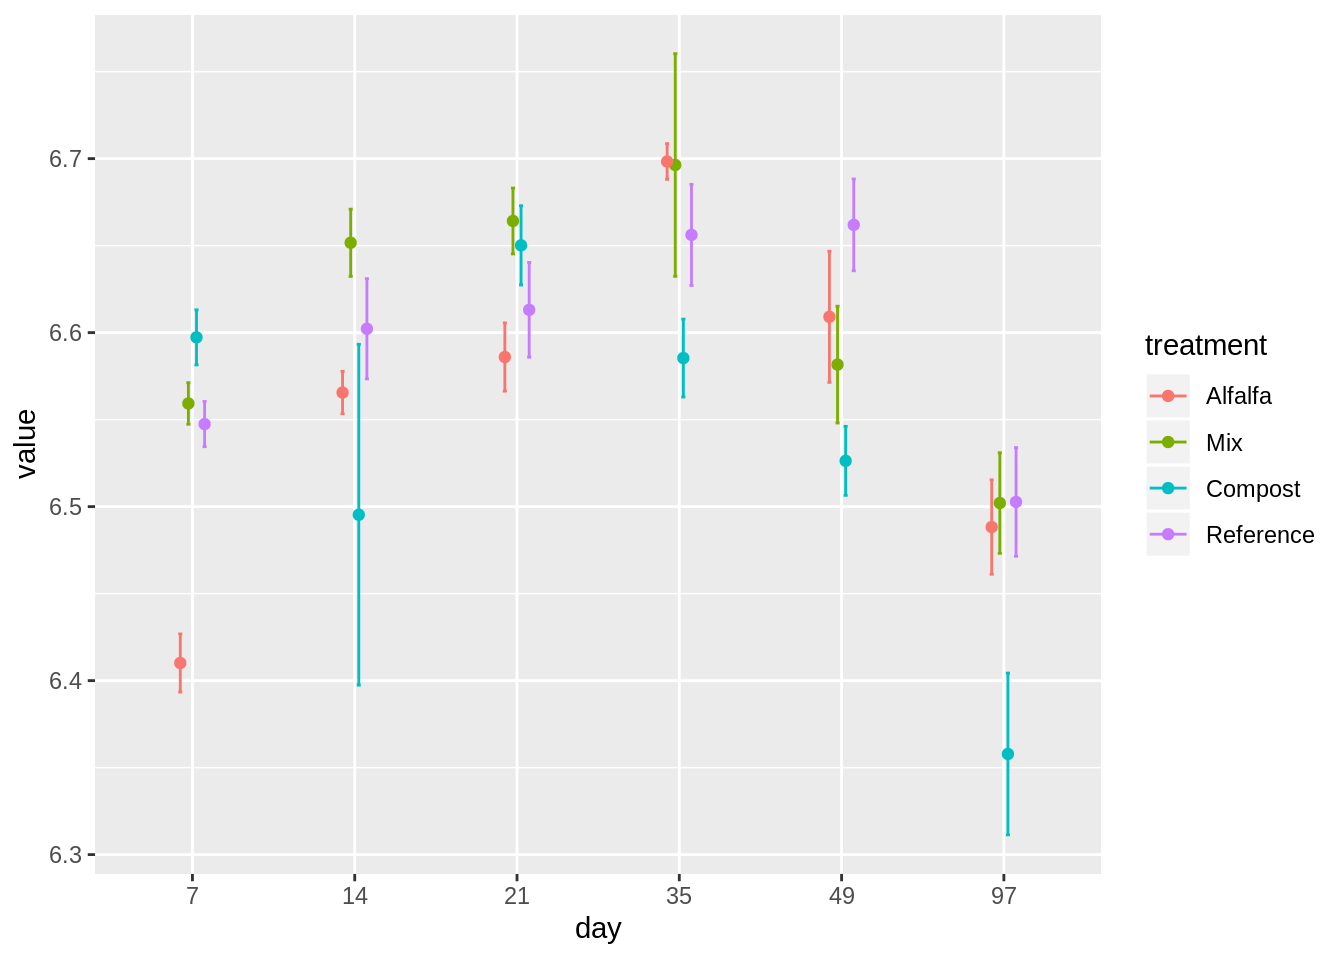 6.7
6.6
6.5
6.4
6.3
value
7 14 21 35 49 97
day
treatment
Alfalfa
Mix
Compost
Reference